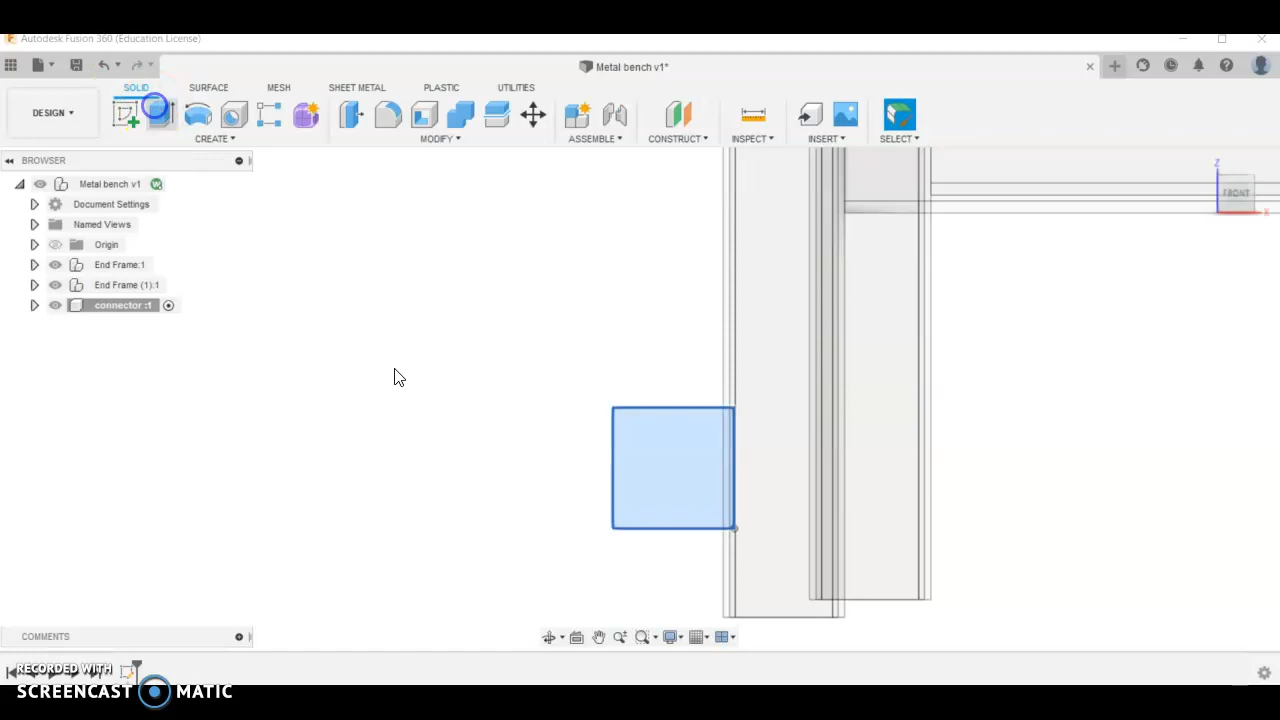 Autodesk Fusion 360 (Education License)
Metal bench v1*
SOLID SURFACE MESH SHEET METAL PLASTIC UTILITIES
DESIGN
CREATE MODIFY ASSEMBLE CONSTRUCT INSPECT INSERT SELECT
BROWSER
Metal bench v1
Document Settings
Named Views
Origin
End Frame:1
End Frame (1):1
connector :1
Z
FRONT
X
COMMENTS
RECORDED WITH
SCREENCAST MATIC